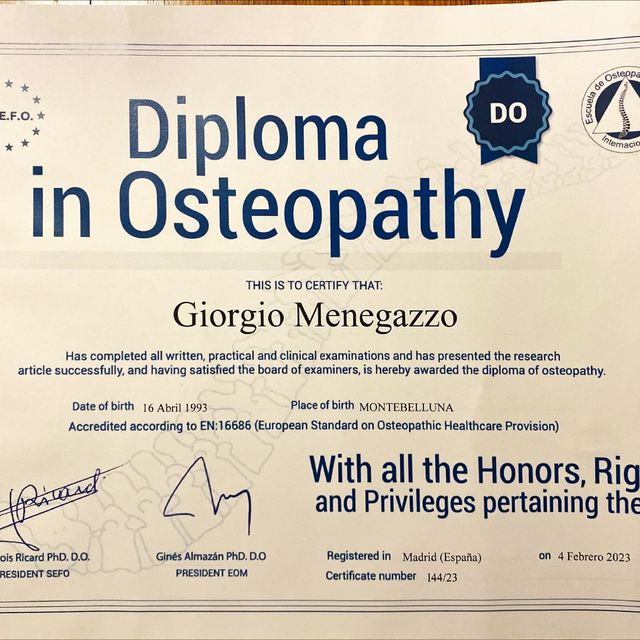 E.F.O.
DO
Escuela de Osteopa
Internacio
Diploma
in Osteopathy
THIS IS TO CERTIFY THAT:
Giorgio Menegazzo
Has completed all written, practical and clinical examinations and has presented the research
article successfully, and having satisfied the board of examiners, is hereby awarded the diploma of osteopathy.
Date of birth 16 Abril 1993 Place of birth MONTEBELLUNA
Accredited according to EN:16686 (European Standard on Osteopathic Healthcare Provision)
With all the Honors, Rig
and Privileges pertaining the
Ricard
ois Ricard PhD. D.O. Ginés Almazán PhD. D.O
RESIDENT SEFO PRESIDENT EOM
Registered in Madrid (España) on 4 Febrero 2023
Certificate number 144/23